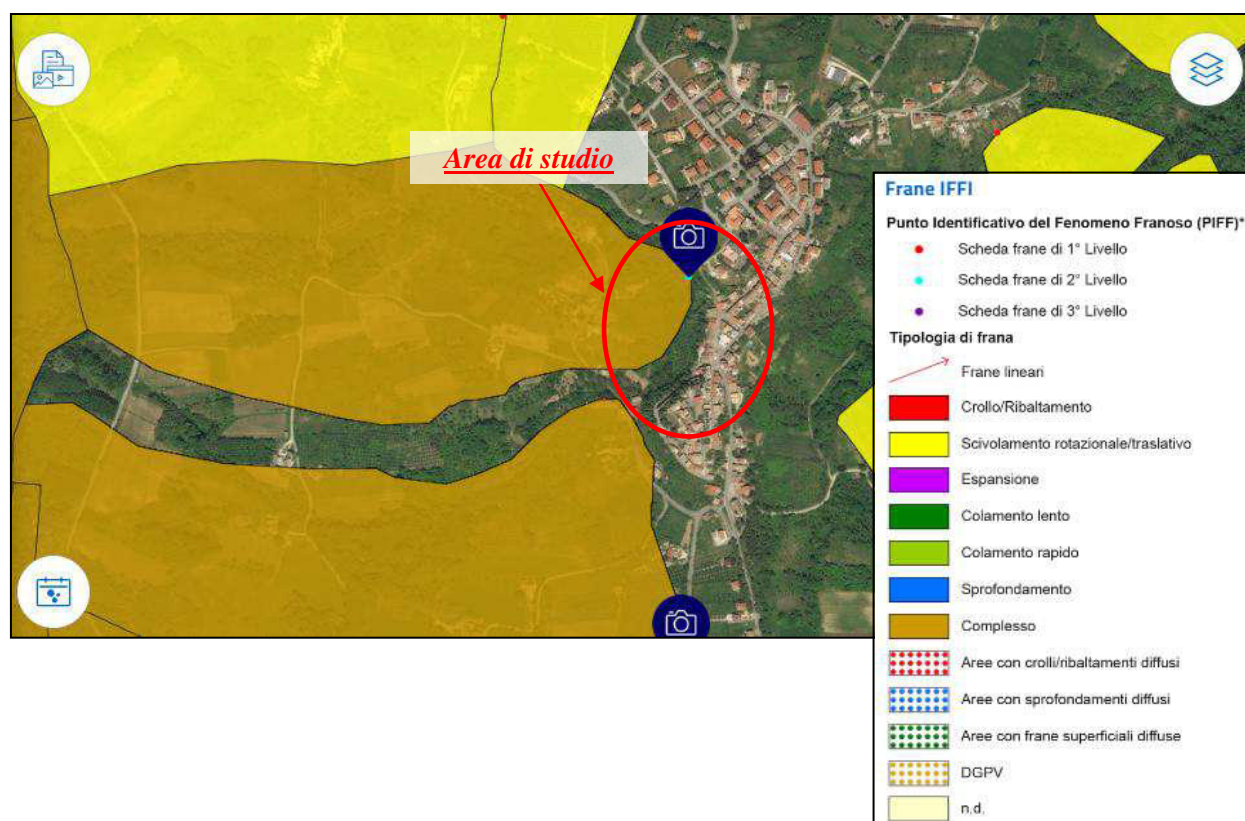 Area di studio
Frane IFFI
Punto Identificativo del Fenomeno Franoso (PIFF)*
Scheda frane di 1° Livello
Scheda frane di 2° Livello
Scheda frane di 3° Livello
Tipologia di frana
Frane lineari
Crollo/Ribaltamento
Scivolamento rotazionale/traslativo
Espansione
Colamento lento
Colamento rapido
Sprofondamento
Complesso
Aree con crolli/ribaltamenti diffusi
Aree con sprofondamenti diffusi
Aree con frane superficiali diffuse
DGPV
n.d.